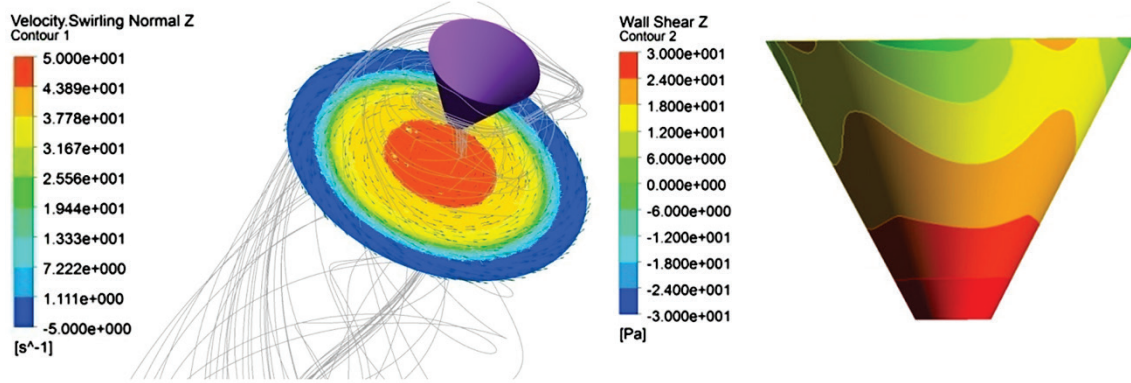 Velocity.Swirling Normal Z
Contour 1
5.000e+001
4.389e+001
3.778e+001
3.167e+001
2.556e+001
1.944e+001
1.333e+001
7.222e+000
1.111e+000
-5.000e+000
[s^-1]
Wall Shear Z
Contour 2
3.000e+001
2.400e+001
1.800e+001
1.200e+001
6.000e+000
0.000e+000
-6.000e+000
-1.200e+001
-1.800e+001
-2.400e+001
-3.000e+001
[Pa]